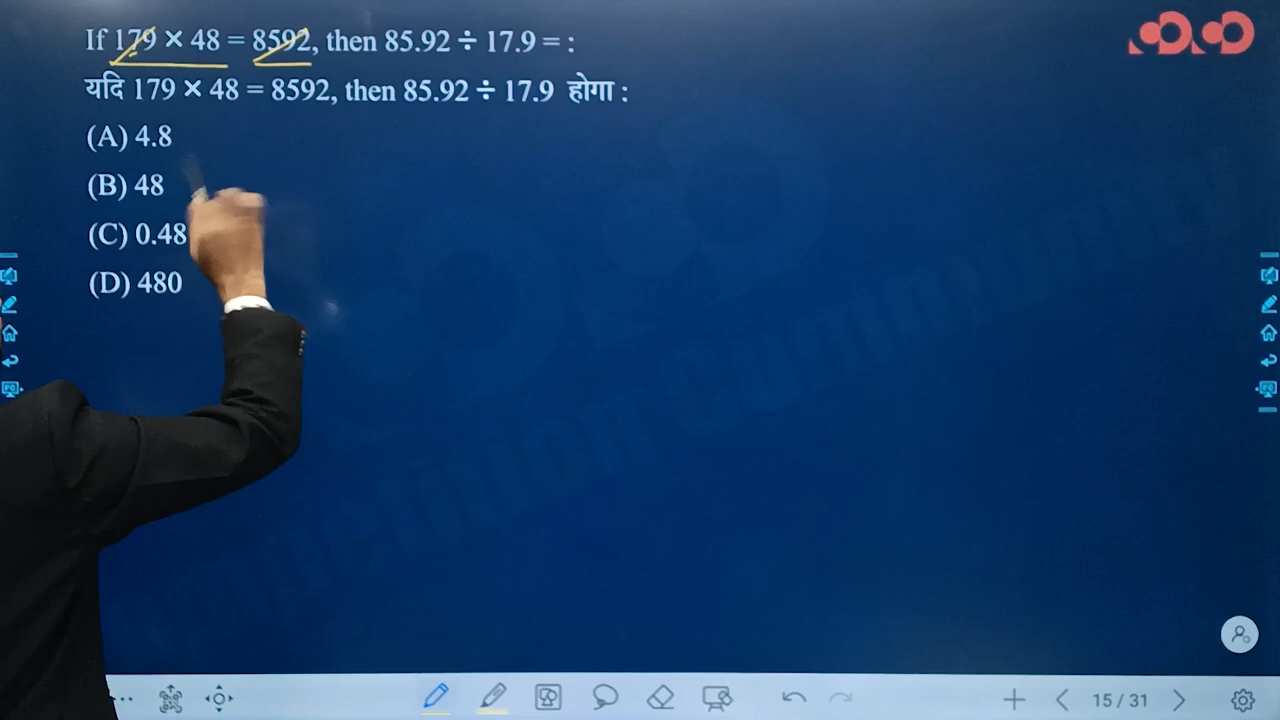 If 179 × 48 = 8592, then 85.92 ÷ 17.9 = :
यदि 179 × 48 = 8592, then 85.92 ÷ 17.9 होगा :
(A) 4.8
(B) 48
(C) 0.48
(D) 480
15 / 31